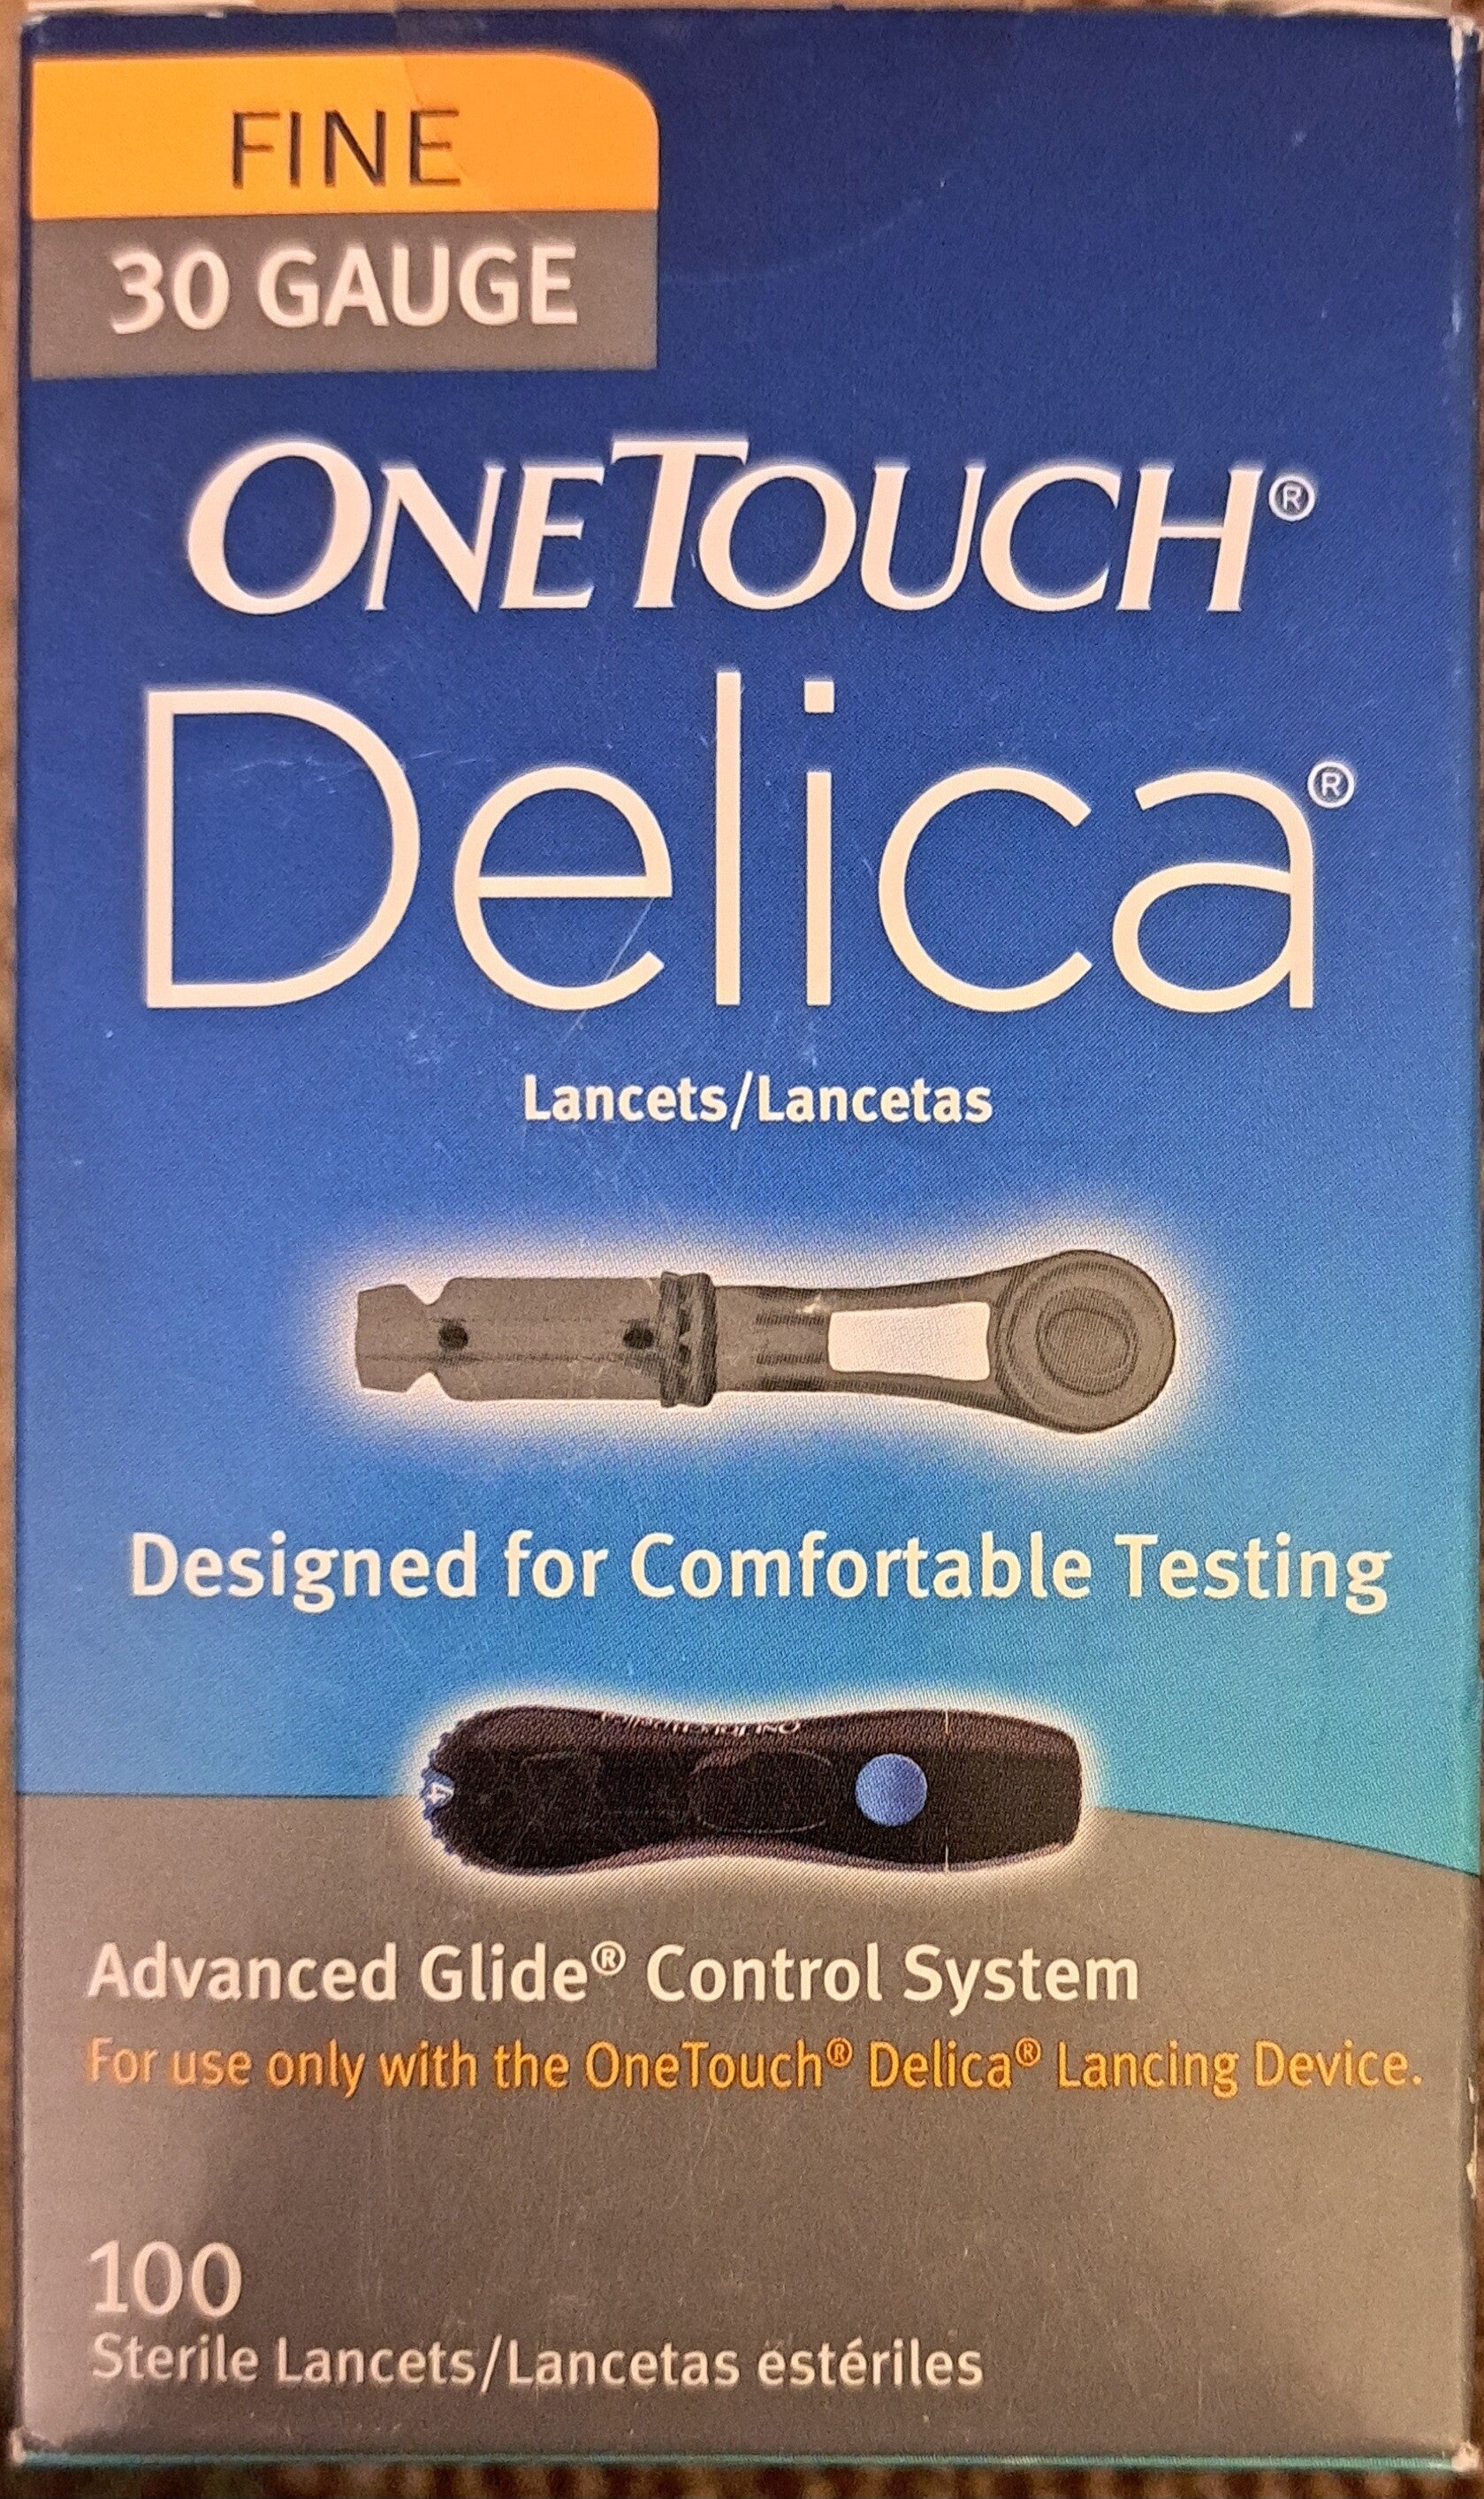 FINE
30 GAUGE
ONETOUCH®
Delica®
Lancets/Lancetas
Designed for Comfortable Testing
4
Advanced Glide® Control System
For use only with the OneTouch® Delica® Lancing Device.
100
Sterile Lancets/Lancetas estériles